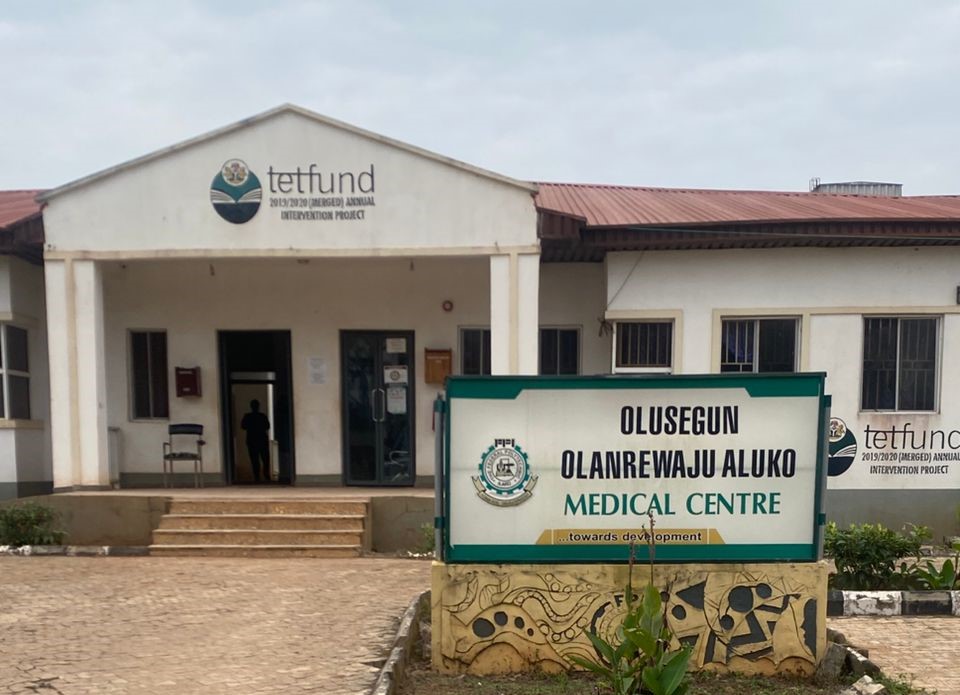 tetfund
2019/2020 (MERGED) ANNUAL
INTERVENTION PROJECT
OLUSEGUN
OLANREWAJU ALUKO
MEDICAL CENTRE
...towards development
tetfund
2019/2020 (MERGED) ANNUAL
INTERVENTION PROJECT